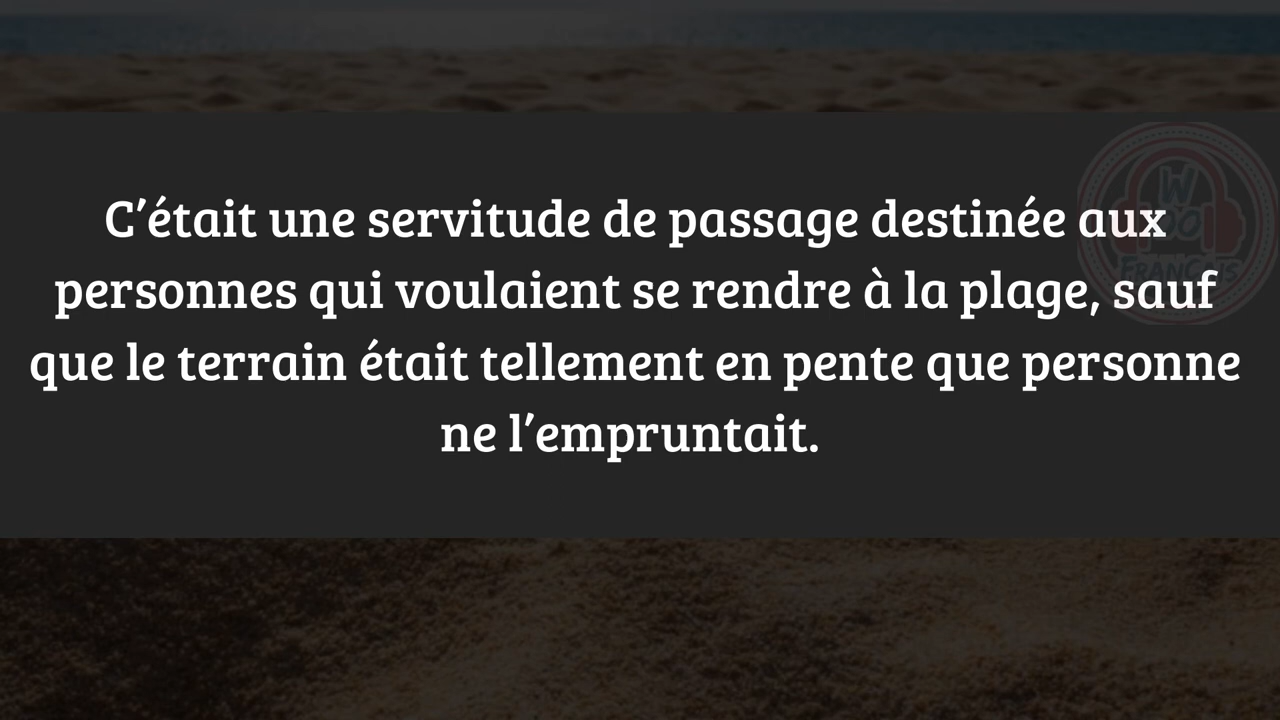 C'était une servitude de passage destinée aux
personnes qui voulaient se rendre à la plage, sauf
que le terrain était tellement en pente que personne
ne l'empruntait.